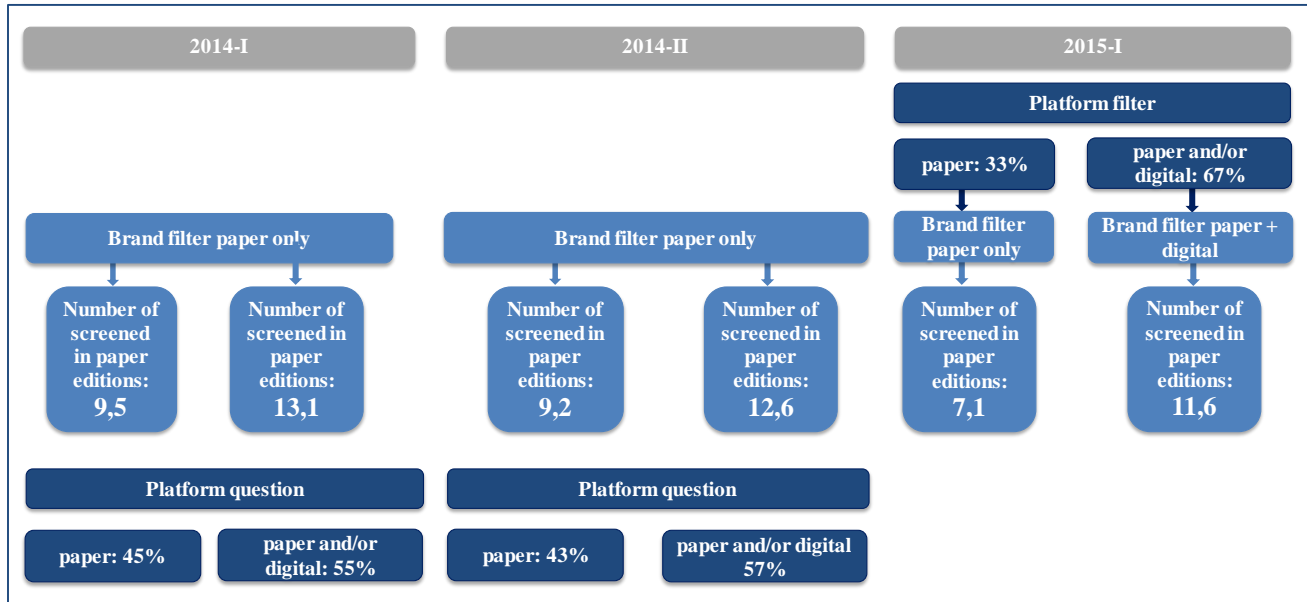 2014-I
2014-II
2015-I
Platform filter
paper: 33%
paper and/or
digital: 67%
Brand filter paper only
Brand filter paper only
Brand filter
paper only
Brand filter paper +
digital
Number of
screened
in paper
editions:
9,5
Number of
screened in
paper
editions:
13,1
Number of
screened in
paper
editions:
9,2
Number of
screened in
paper
editions:
12,6
Number of
screened in
paper
editions:
7,1
Number of
screened in
paper
editions:
11,6
Platform question
Platform question
paper: 45%
paper and/or
digital: 55%
paper: 43%
paper and/or digital
57%